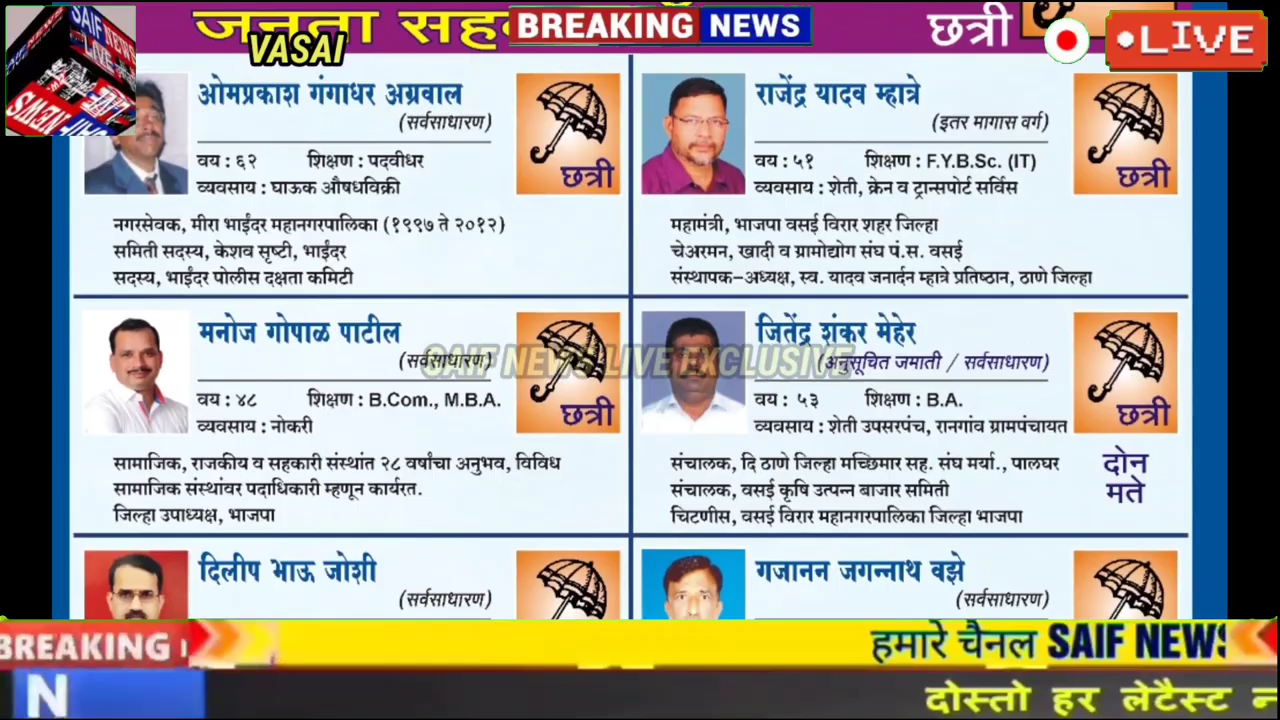 जनता सह
BREAKING NEWS
छत्री
LIVE
VASAI
SAIF NEWS
LIVE
ओमप्रकाश गंगाधर अग्रवाल
(सर्वसाधारण)
वय : ६२ शिक्षण : पदवीधर
व्यवसाय : घाऊक औषधविक्री
छत्री
नगरसेवक, मीरा भाईंदर महानगरपालिका (१९९७ ते २०१२)
समिती सदस्य, केशव सृष्टी, भाईंदर
सदस्य, भाईंदर पोलीस दक्षता कमिटी
राजेंद्र यादव म्हात्रे
(इतर मागास वर्ग)
वय : ५१ शिक्षण : F.Y.B.Sc. (IT)
व्यवसाय : शेती, क्रेन व ट्रान्सपोर्ट सर्विस
छत्री
महामंत्री, भाजपा वसई विरार शहर जिल्हा
चेअरमन, खादी व ग्रामोद्योग संघ पं.स. वसई
संस्थापक–अध्यक्ष, स्व. यादव जनार्दन म्हात्रे प्रतिष्ठान, ठाणे जिल्हा
मनोज गोपाळ पाटील
(सर्वसाधारण)
वय : ४८ शिक्षण : B.Com., M.B.A.
व्यवसाय : नोकरी
छत्री
सामाजिक, राजकीय व सहकारी संस्थांत २८ वर्षांचा अनुभव, विविध
सामाजिक संस्थांवर पदाधिकारी म्हणून कार्यरत.
जिल्हा उपाध्यक्ष, भाजपा
SAIF NEWS LIVE EXCLUSIVE
जितेंद्र शंकर मेहेर
(अनुसूचित जमाती / सर्वसाधारण)
वय : ५३ शिक्षण : B.A.
व्यवसाय : शेती उपसरपंच, रानगांव ग्रामपंचायत
छत्री
संचालक, दि ठाणे जिल्हा मच्छिमार सह. संघ मर्या., पालघर
संचालक, वसई कृषि उत्पन्न बाजार समिती
चिटणीस, वसई विरार महानगरपालिका जिल्हा भाजपा
दोन
मते
दिलीप भाऊ जोशी
(सर्वसाधारण)
गजानन जगन्नाथ वझे
(सर्वसाधारण)
BREAKING
हमारे चैनल SAIF NEWS
N
दोस्तो हर लेटैस्ट